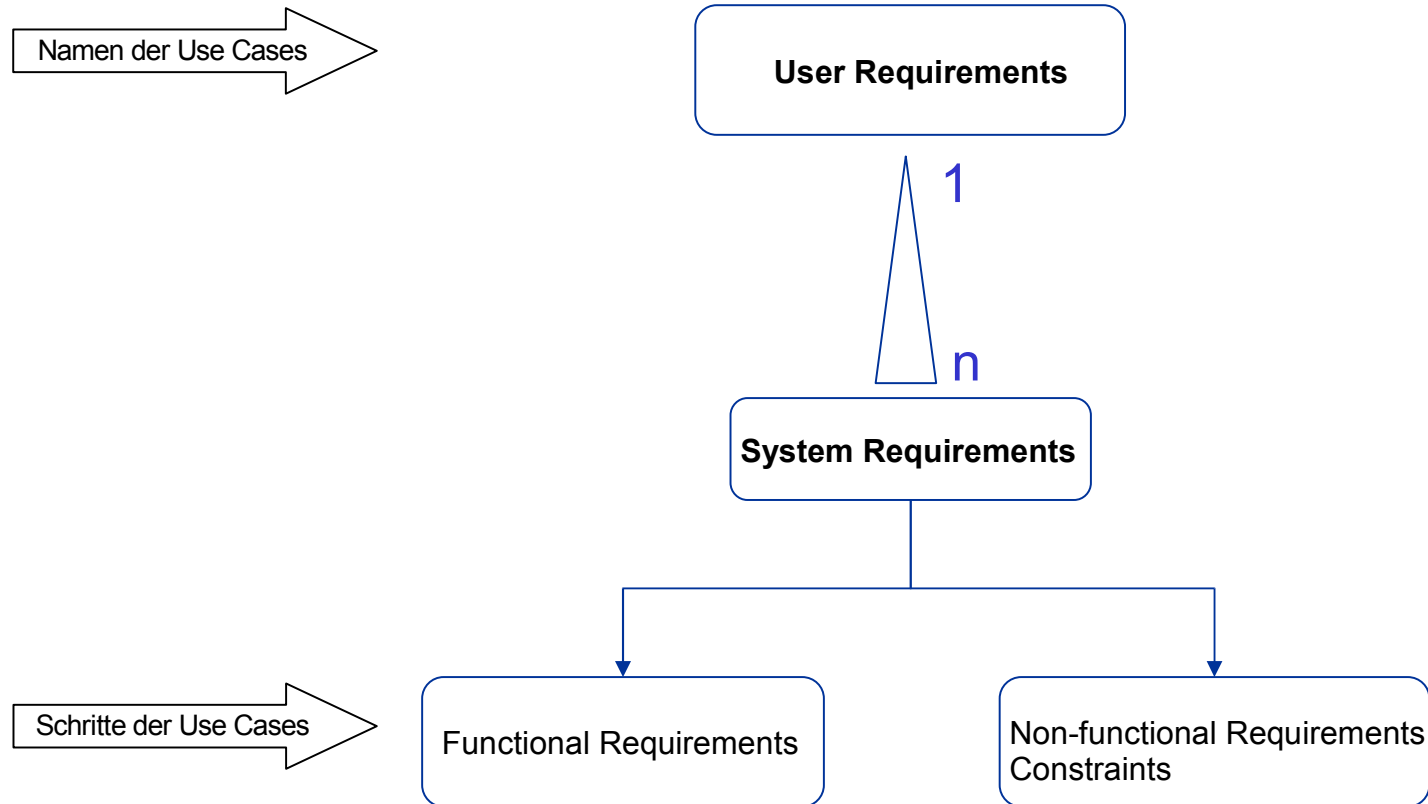 Namen der Use Cases
User Requirements
1
n
System Requirements
Schritte der Use Cases
Functional Requirements
Non-functional Requirements
Constraints